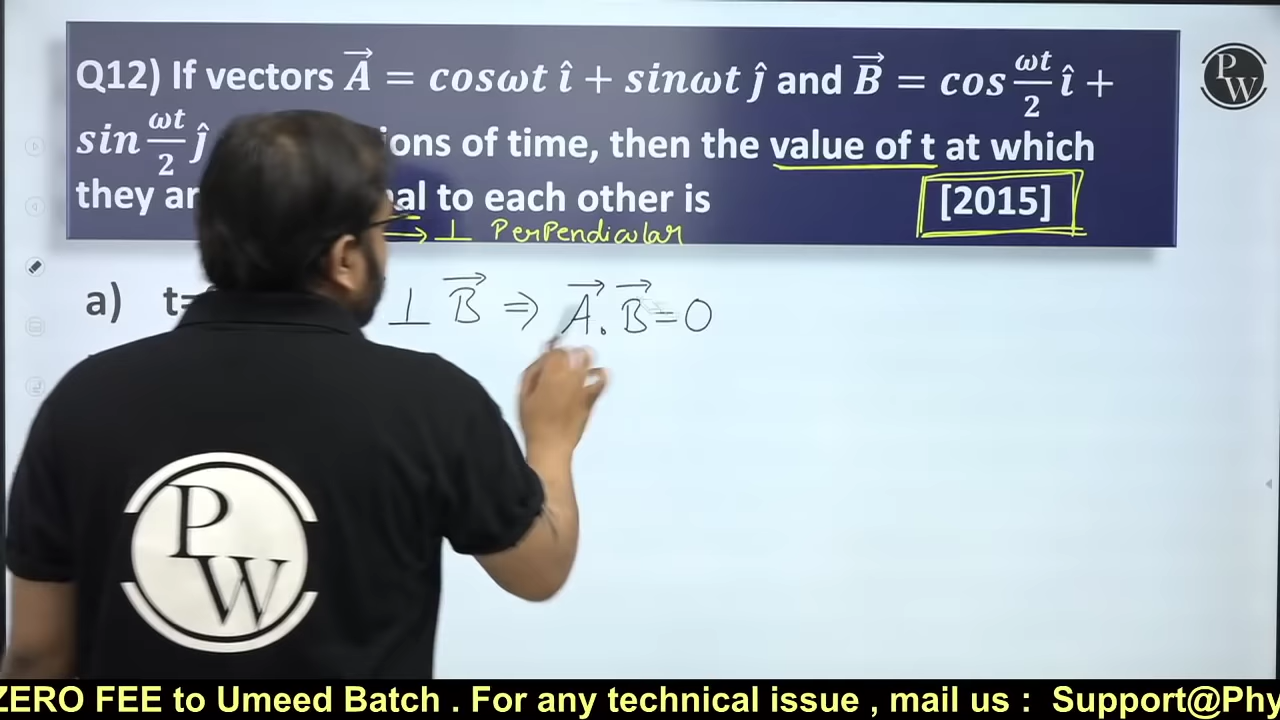 Q12) If vectors A⃗ = cosωt î + sinωt ĵ and B⃗ = cos ωt/2 î +
sin ωt/2 ĵ ions of time, then the value of t at which
they ar al to each other is [2015]
→ ⊥ Perpendicular
a) t= ⊥ B⃗ ⇒ A⃗.B⃗=0
PW
PW
ZERO FEE to Umeed Batch . For any technical issue , mail us : Support@Phy